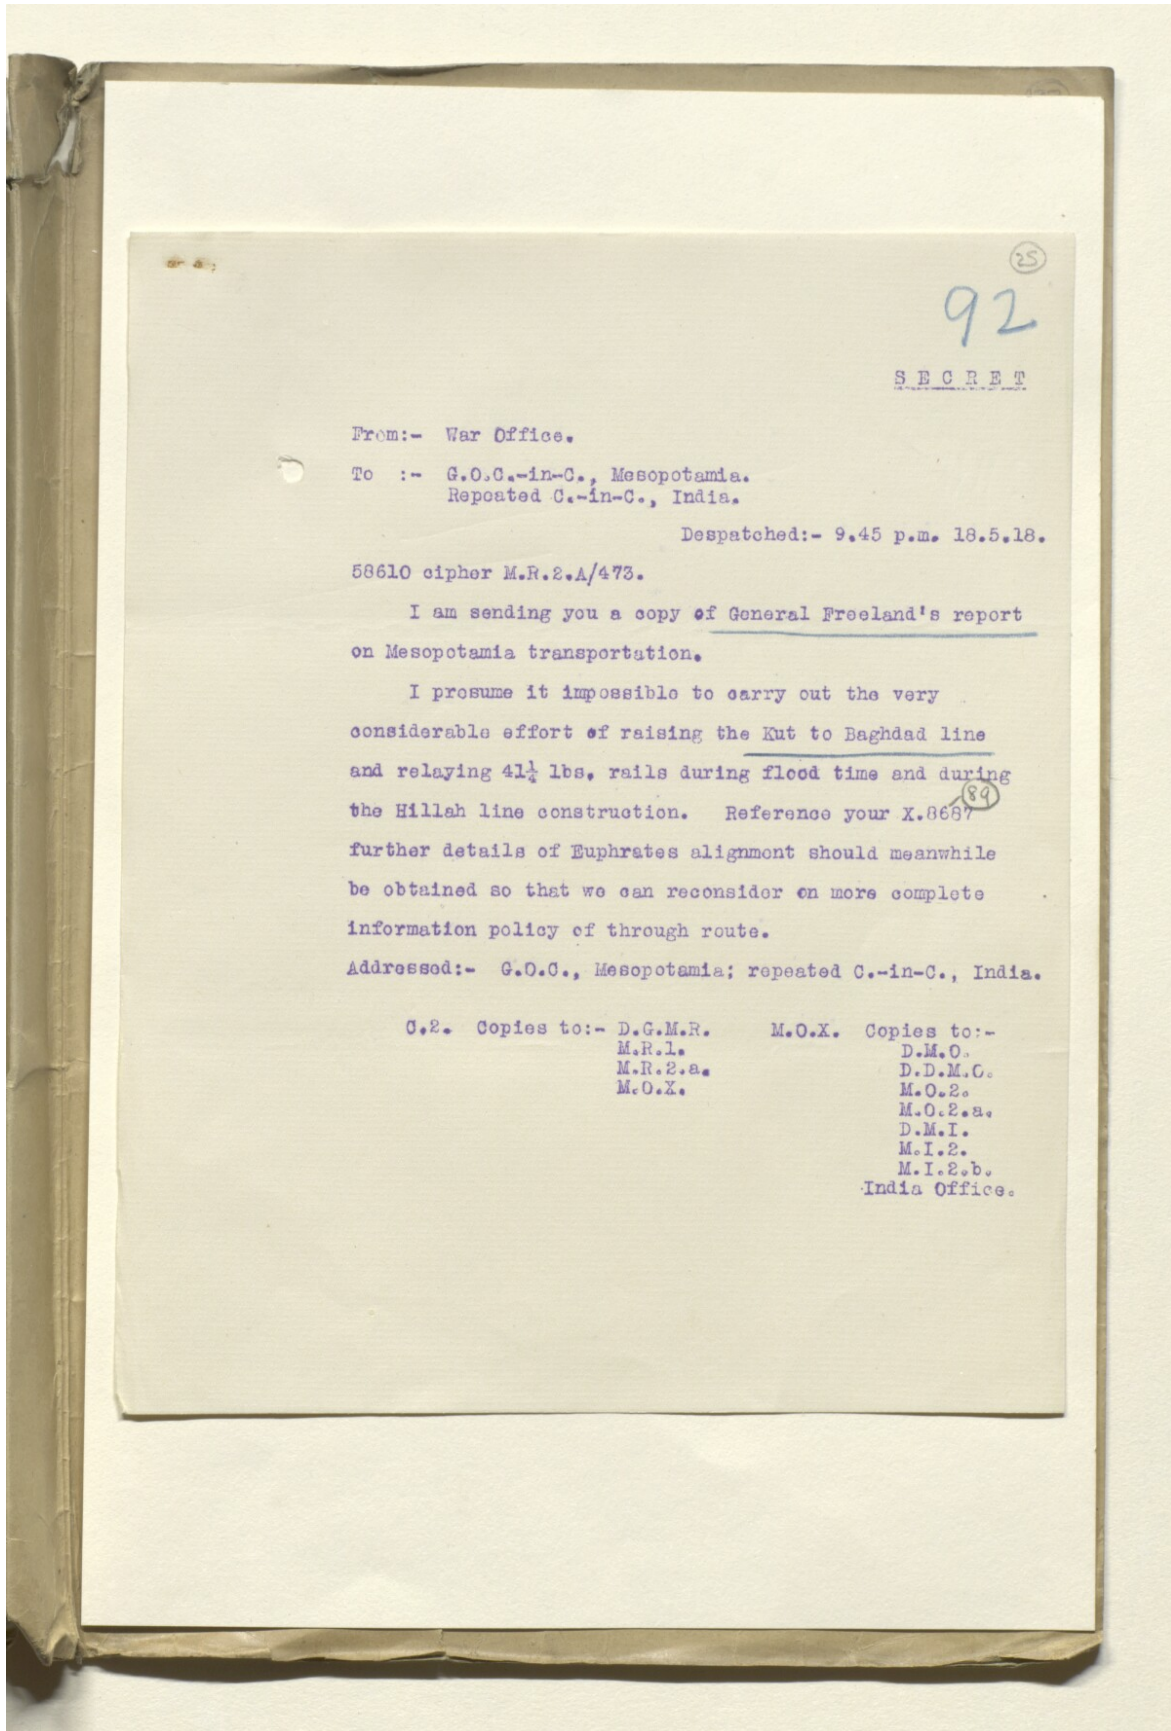 25
92
SECRET
From:- War Office.
To :- G.O.C.-in-C., Mesopotamia.
Repeated C.-in-C., India.
Despatched:- 9.45 p.m. 18.5.18.
58610 cipher M.R.2.A/473.
I am sending you a copy of General Freeland's report
on Mesopotamia transportation.
I presume it impossible to carry out the very
considerable effort of raising the Kut to Baghdad line
and relaying 41¼ lbs. rails during flood time and during
89
the Hillah line construction. Reference your X.8687
further details of Euphrates alignment should meanwhile
be obtained so that we can reconsider on more complete
information policy of through route.
Addressed:- G.O.C., Mesopotamia; repeated C.-in-C., India.
C.2. Copies to:- D.G.M.R. M.O.X. Copies to:-
M.R.1. D.M.O.
M.R.2.a. D.D.M.O.
M.O.X. M.O.2.
M.O.2.a.
D.M.I.
M.I.2.
M.I.2.b.
India Office.